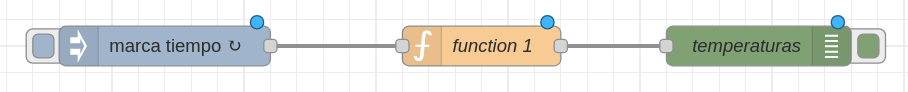 marca tiempo ↻
function 1
temperaturas